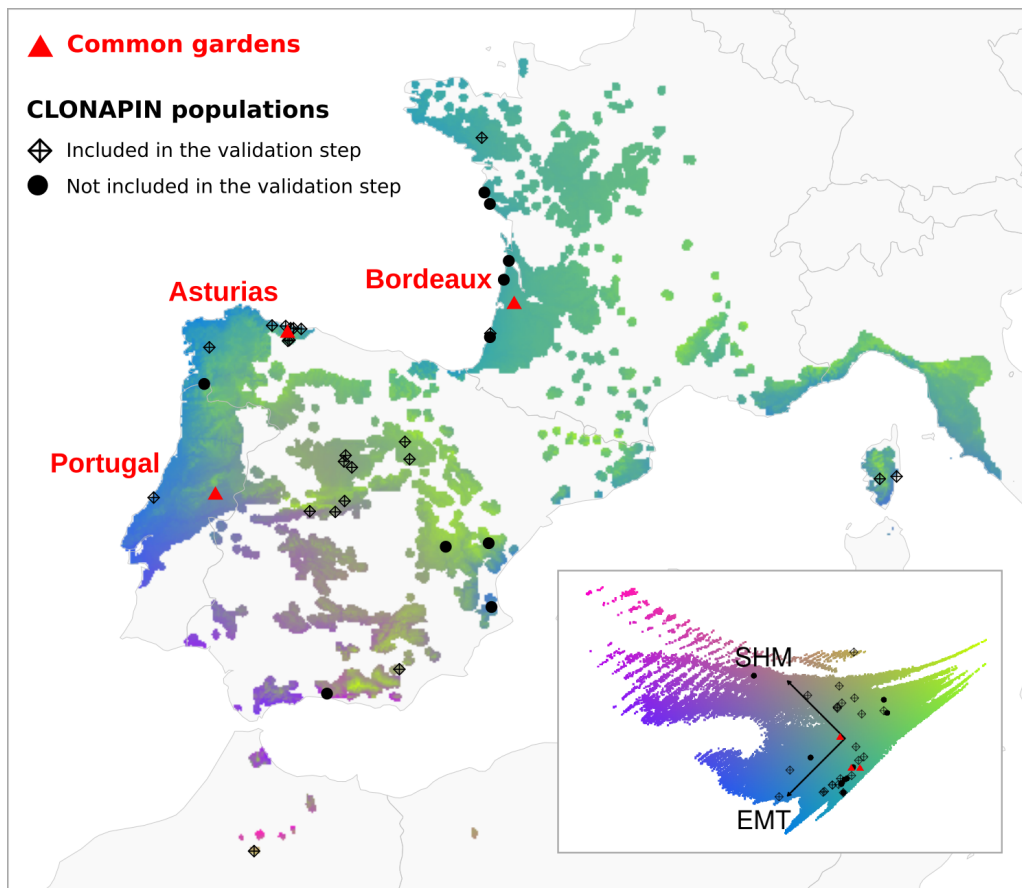 Common gardens
CLONAPIN populations
Included in the validation step
Not included in the validation step
Bordeaux
Asturias
Portugal
SHM
EMT